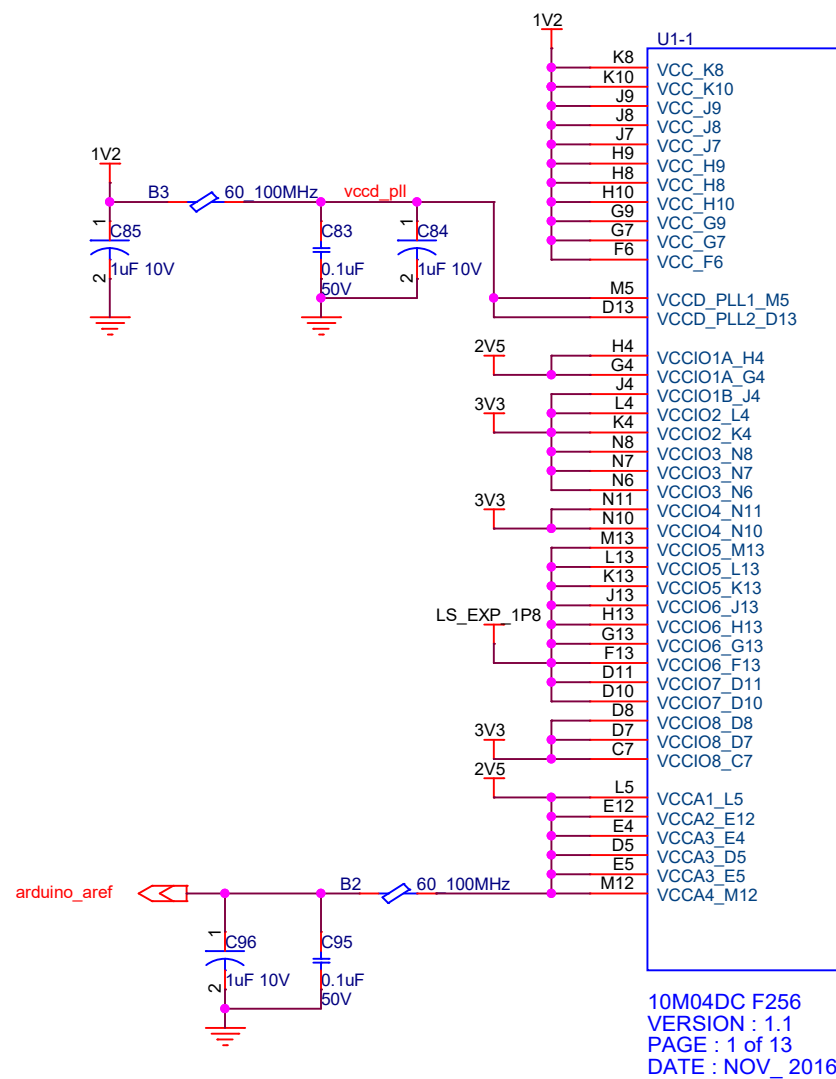 1V2
U1-1
K8 VCC_K8
K10 VCC_K10
J9 VCC_J9
J8 VCC_J8
J7 VCC_J7
H9 VCC_H9
H8 VCC_H8
H10 VCC_H10
G9 VCC_G9
G7 VCC_G7
F6 VCC_F6
1V2
B3 60_100MHz vccd_pll
1 C85 2 1uF 10V
C83 0.1uF
50V
1 C84 2 1uF 10V
M5 VCCD_PLL1_M5
D13 VCCD_PLL2_D13
2V5
H4 VCCIO1A_H4
G4 VCCIO1A_G4
J4 VCCIO1B_J4
3V3
L4 VCCIO2_L4
K4 VCCIO2_K4
N8 VCCIO3_N8
N7 VCCIO3_N7
N6 VCCIO3_N6
3V3
N11 VCCIO4_N11
N10 VCCIO4_N10
M13 VCCIO5_M13
L13 VCCIO5_L13
K13 VCCIO5_K13
J13 VCCIO6_J13
LS_EXP_1P8
H13 VCCIO6_H13
G13 VCCIO6_G13
F13 VCCIO6_F13
D11 VCCIO7_D11
D10 VCCIO7_D10
D8 VCCIO8_D8
3V3
D7 VCCIO8_D7
C7 VCCIO8_C7
2V5
L5 VCCA1_L5
E12 VCCA2_E12
E4 VCCA3_E4
D5 VCCA3_D5
E5 VCCA3_E5
M12 VCCA4_M12
arduino_aref
B2 60_100MHz
1 C96 2 1uF 10V
C95 0.1uF
50V
10M04DC F256
VERSION : 1.1
PAGE : 1 of 13
DATE : NOV_ 2016